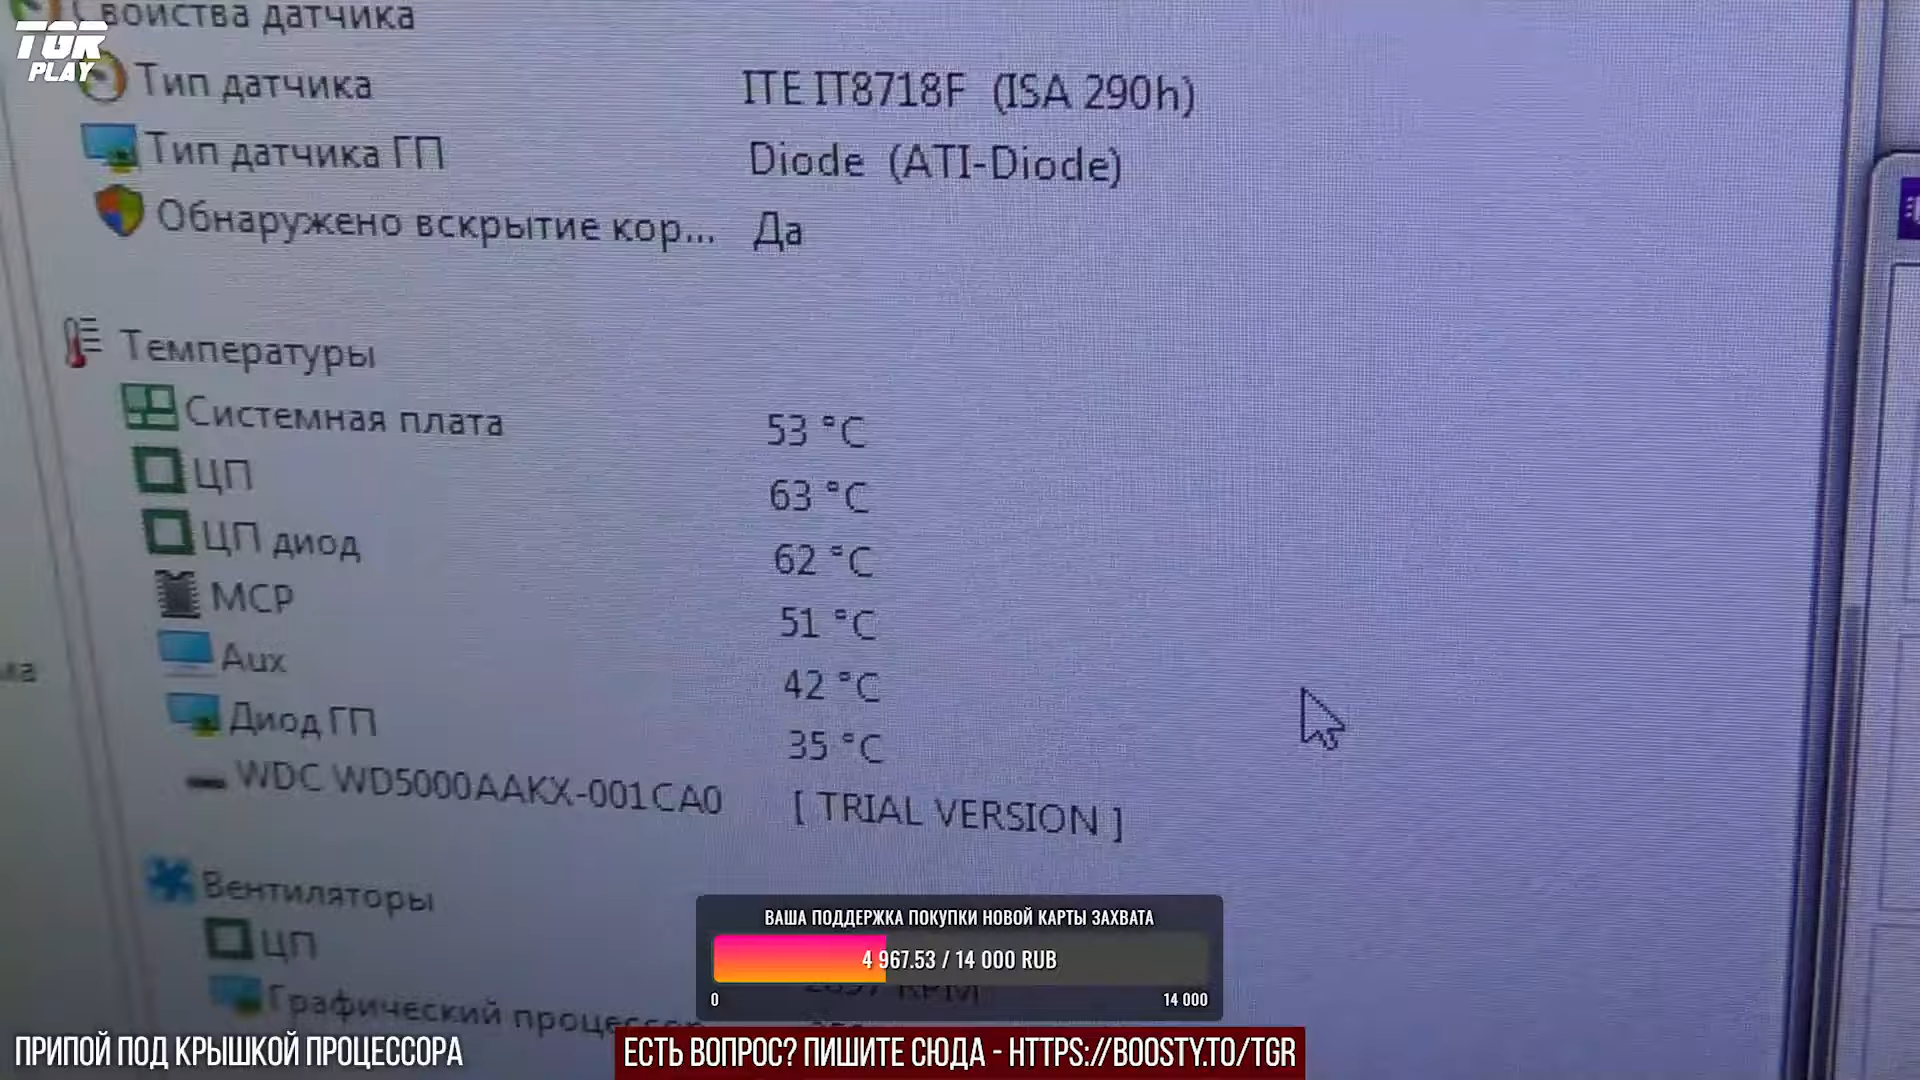 Свойства датчика
TGR
PLAY
Тип датчика ITE IT8718F (ISA 290h)
Тип датчика ГП Diode (ATI-Diode)
Обнаружено вскрытие кор... Да
Температуры
Системная плата 53 °C
ЦП 63 °C
ЦП диод 62 °C
MCP 51 °C
Aux 42 °C
Диод ГП 35 °C
WDC WD5000AAKX-001CA0 [ TRIAL VERSION ]
Вентиляторы
ЦП
Графический процессор
ВАША ПОДДЕРЖКА ПОКУПКИ НОВОЙ КАРТЫ ЗАХВАТА
4 967.53 / 14 000 RUB
0 14 000
ПРИПОЙ ПОД КРЫШКОЙ ПРОЦЕССОРА
ЕСТЬ ВОПРОС? ПИШИТЕ СЮДА - HTTPS://BOOSTY.TO/TGR